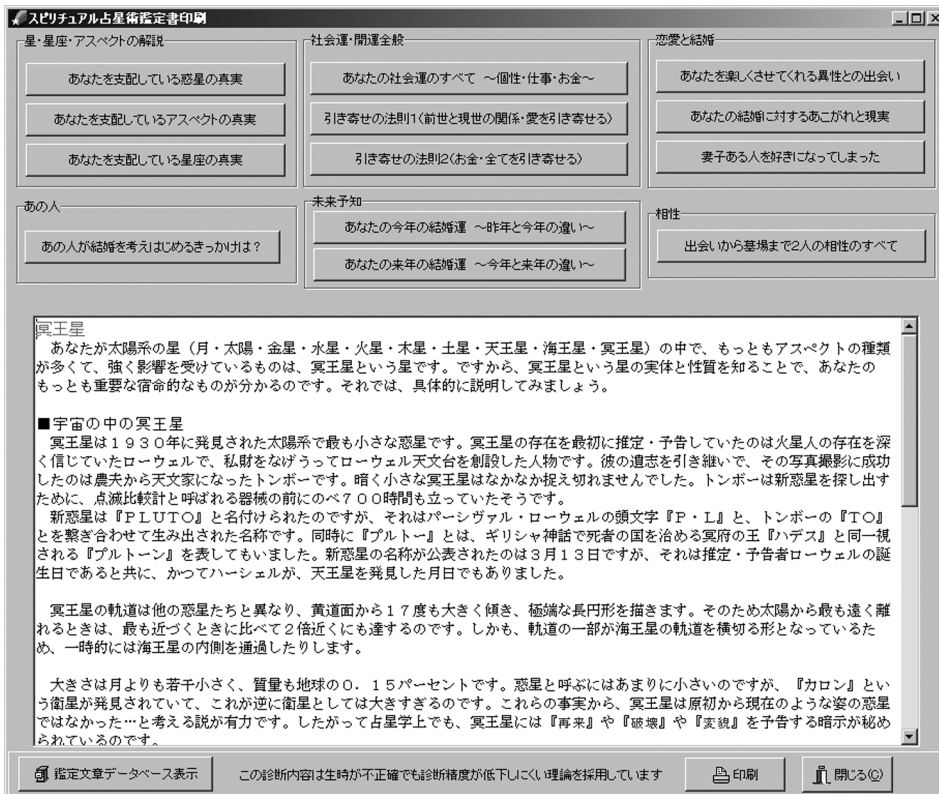 スピリチュアル占星術鑑定書印刷
星・星座・アスペクトの解説
あなたを支配している惑星の真実
あなたを支配しているアスペクトの真実
あなたを支配している星座の真実
社会運・開運全般
あなたの社会運のすべて ～個性・仕事・お金～
引き寄せの法則1(前世と現世の関係・愛を引き寄せる)
引き寄せの法則2(お金・全てを引き寄せる)
恋愛と結婚
あなたを楽しくさせてくれる異性との出会い
あなたの結婚に対するあこがれと現実
妻子ある人を好きになってしまった
あの人
あの人が結婚を考えはじめるきっかけは？
未来予知
あなたの今年の結婚運 ～昨年と今年の違い～
あなたの来年の結婚運 ～今年と来年の違い～
相性
出会いから墓場まで2人の相性のすべて
冥王星
あなたが太陽系の星（月・太陽・金星・水星・火星・木星・土星・天王星・海王星・冥王星）の中で、もっともアスペクトの種類
が多くて、強く影響を受けているものは、冥王星という星です。ですから、冥王星という星の実体と性質を知ることで、あなたの
もっとも重要な宿命的なものが分かるのです。それでは、具体的に説明してみましょう。
■宇宙の中の冥王星
冥王星は１９３０年に発見された太陽系で最も小さな惑星です。冥王星の存在を最初に推定・予告していたのは火星人の存在を深
く信じていたローウェルで、私財をなげうってローウェル天文台を創設した人物です。彼の遺志を引き継いで、その写真撮影に成功
したのは農夫から天文家になったトンボーです。暗く小さな冥王星はなかなか捉え切れませんでした。トンボーは新惑星を探し出す
ために、点滅比較計と呼ばれる器械の前にのべ７００時間も立っていたそうです。
新惑星は『ＰＬＵＴＯ』と名付けられたのですが、それはパーシヴァル・ローウェルの頭文字『Ｐ・Ｌ』と、トンボーの『ＴＯ』
とを繋ぎ合わせて生み出された名称です。同時に『プルトー』とは、ギリシャ神話で死者の国を治める冥府の王『ハデス』と同一視
される『プルトーン』を表してもいました。新惑星の名称が公表されたのは３月１３日ですが、それは推定・予告者ローウェルの誕
生日であると共に、かつてハーシェルが、天王星を発見した月日でもありました。
冥王星の軌道は他の惑星たちと異なり、黄道面から１７度も大きく傾き、極端な長円形を描きます。そのため太陽から最も遠く離
れるときは、最も近づくときに比べて２倍近くにも達するのです。しかも、軌道の一部が海王星の軌道を横切る形となっているた
め、一時的には海王星の内側を通過したりします。
大きさは月よりも若干小さく、質量も地球の０．１５パーセントです。惑星と呼ぶにはあまりに小さいのですが、『カロン』とい
う衛星が発見されていて、これが逆に衛星としては大きすぎるのです。これらの事実から、冥王星は原初から現在のような姿の惑星
ではなかった…と考える説が有力です。したがって占星学上でも、冥王星には『再来』や『破壊』や『変貌』を予告する暗示が秘め
られているのです。
鑑定文章データベース表示
この診断内容は生時が不正確でも診断精度が低下しにくい理論を採用しています
印刷
閉じる(C)